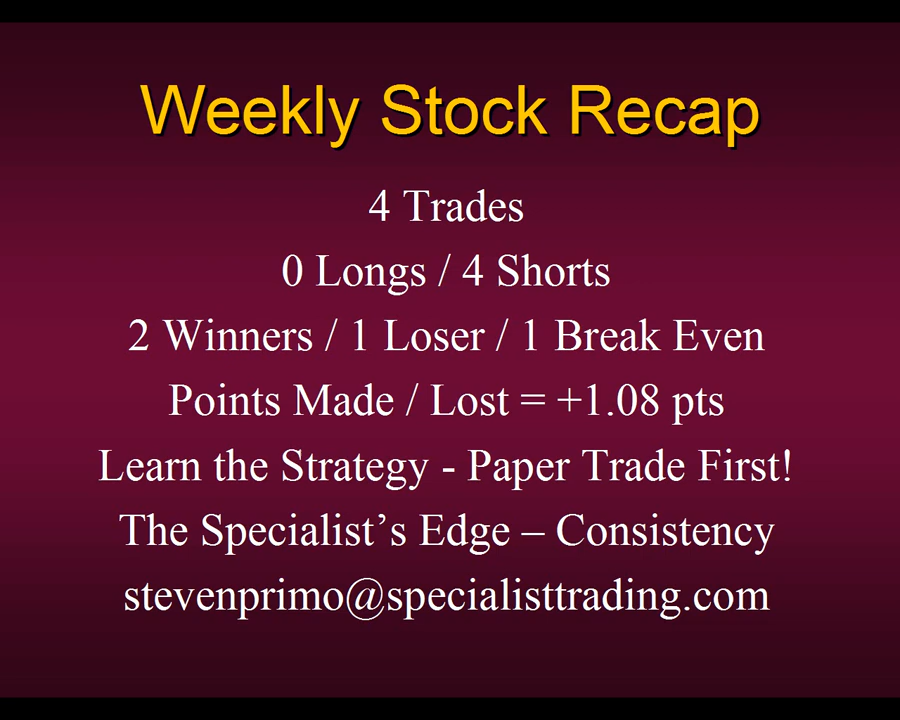 Weekly Stock Recap
4 Trades
0 Longs / 4 Shorts
2 Winners / 1 Loser / 1 Break Even
Points Made / Lost = +1.08 pts
Learn the Strategy - Paper Trade First!
The Specialist’s Edge – Consistency
stevenprimo@specialisttrading.com